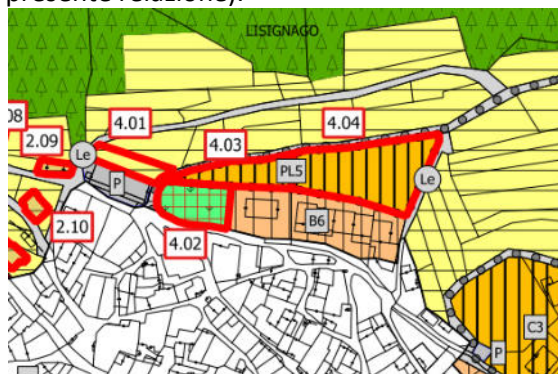 presente relazione).
LISIGNAGO
08
4.01
4.04
2.09
4.03
Le
PL5
P
Le
B6
2.10
4.02
C3
P